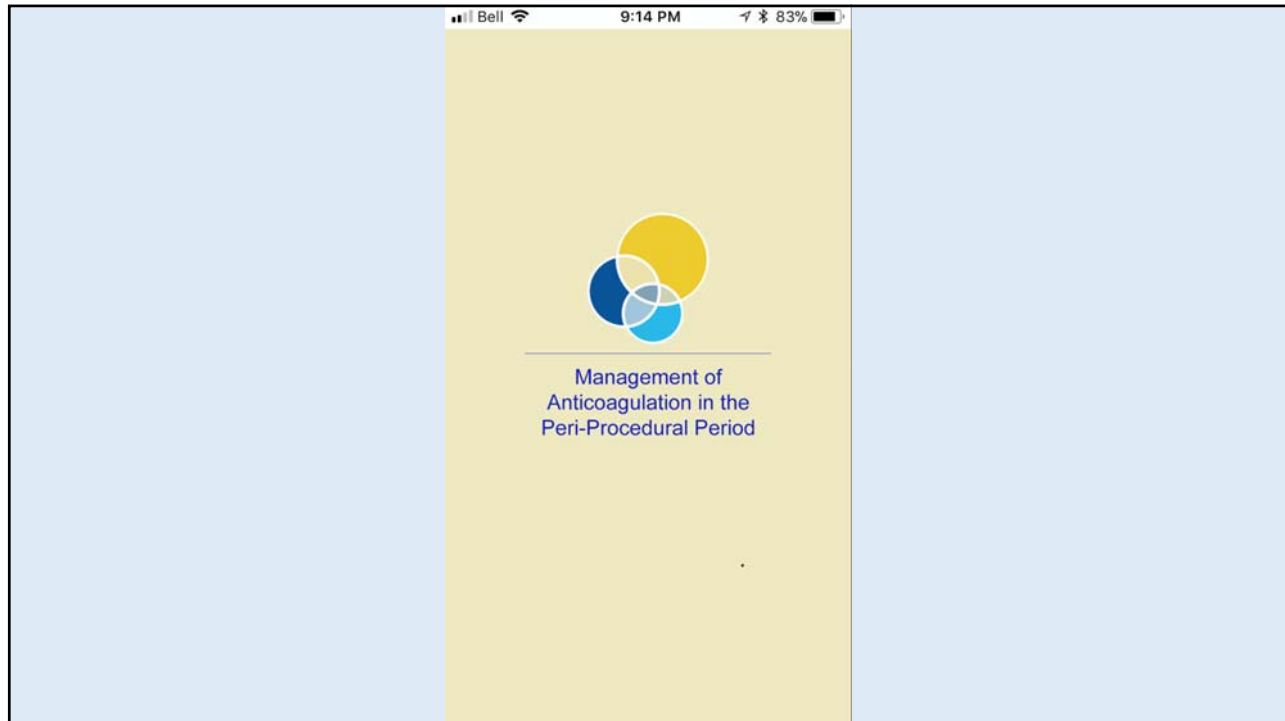 Bell 9:14 PM 83%
Management of
Anticoagulation in the
Peri-Procedural Period